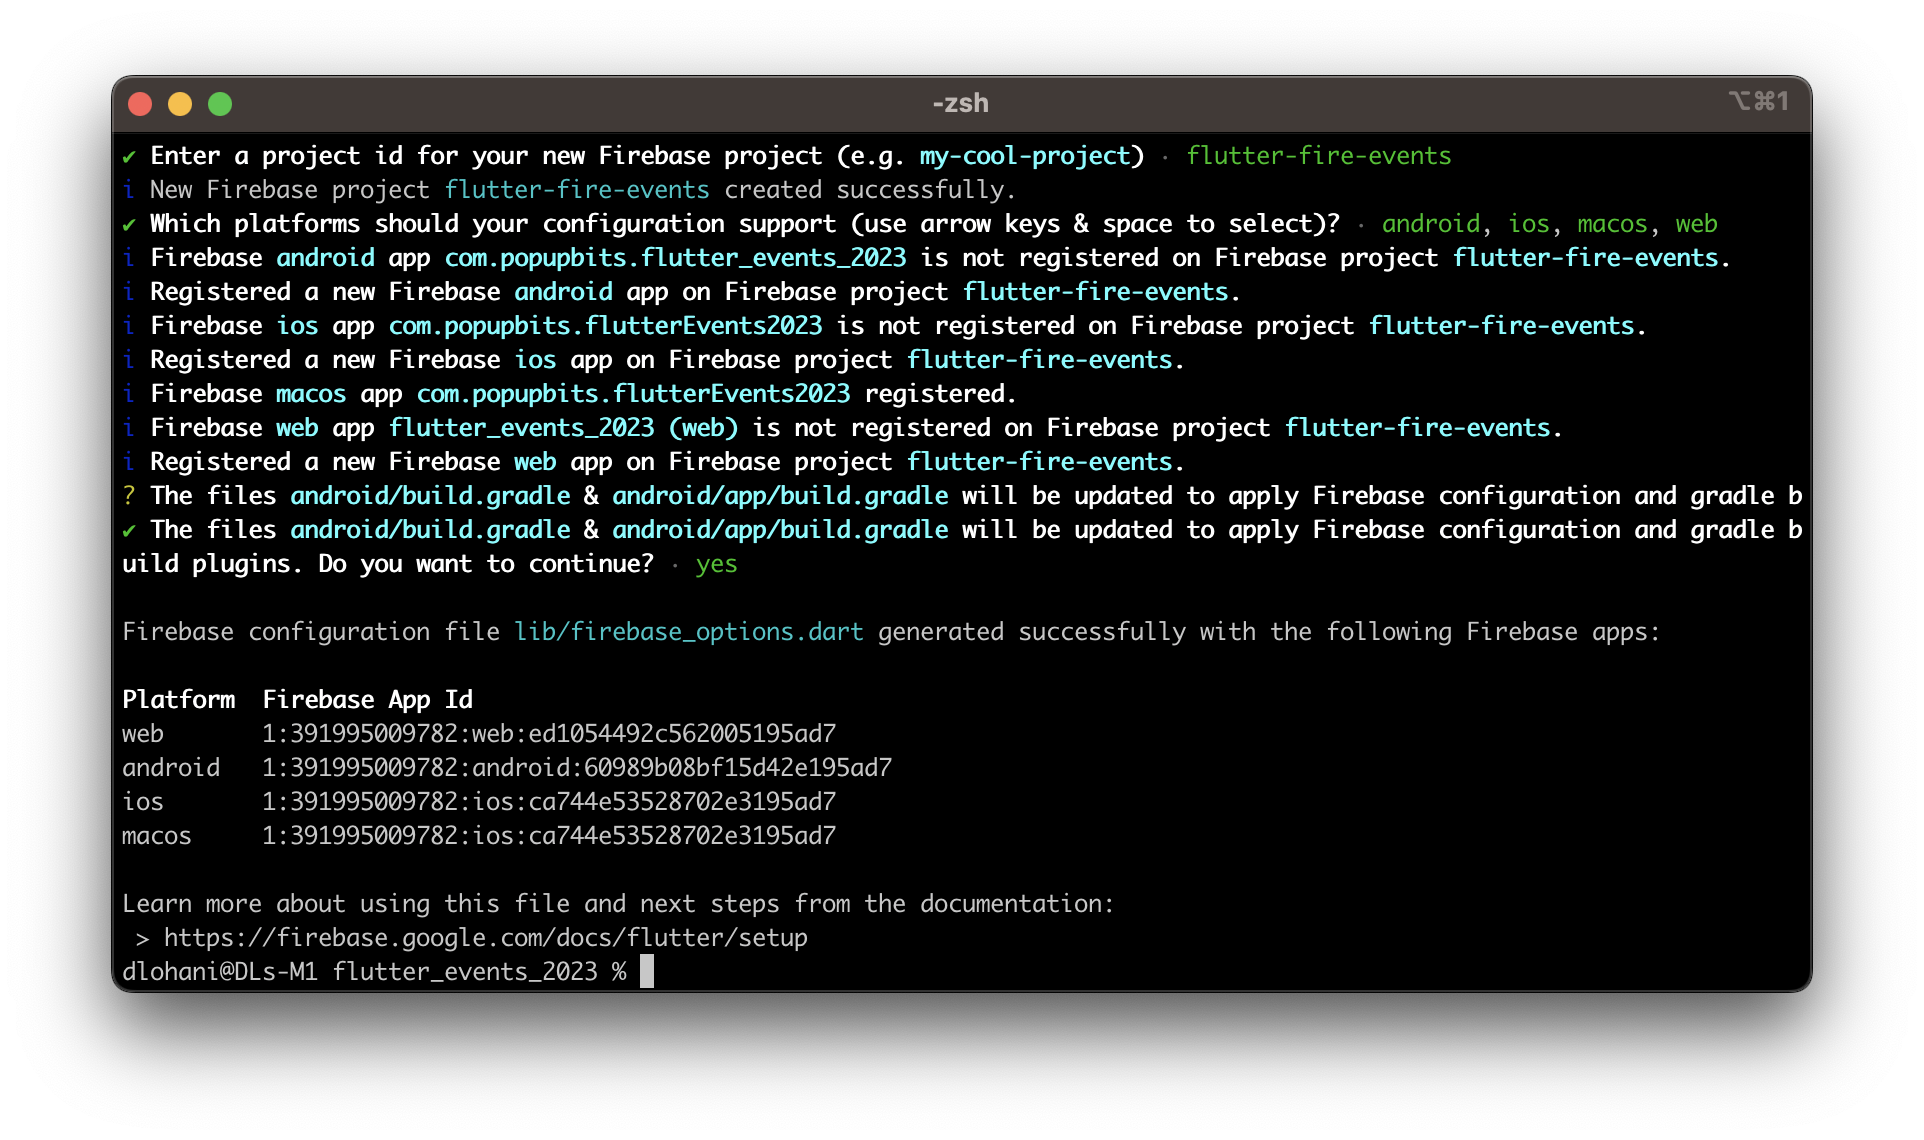 -zsh
⌥⌘1
✔ Enter a project id for your new Firebase project (e.g. my-cool-project) · flutter-fire-events
i New Firebase project flutter-fire-events created successfully.
✔ Which platforms should your configuration support (use arrow keys & space to select)? · android, ios, macos, web
i Firebase android app com.popupbits.flutter_events_2023 is not registered on Firebase project flutter-fire-events.
i Registered a new Firebase android app on Firebase project flutter-fire-events.
i Firebase ios app com.popupbits.flutterEvents2023 is not registered on Firebase project flutter-fire-events.
i Registered a new Firebase ios app on Firebase project flutter-fire-events.
i Firebase macos app com.popupbits.flutterEvents2023 registered.
i Firebase web app flutter_events_2023 (web) is not registered on Firebase project flutter-fire-events.
i Registered a new Firebase web app on Firebase project flutter-fire-events.
? The files android/build.gradle & android/app/build.gradle will be updated to apply Firebase configuration and gradle b
✔ The files android/build.gradle & android/app/build.gradle will be updated to apply Firebase configuration and gradle b
uild plugins. Do you want to continue? · yes
Firebase configuration file lib/firebase_options.dart generated successfully with the following Firebase apps:
Platform  Firebase App Id
web       1:391995009782:web:ed1054492c562005195ad7
android   1:391995009782:android:60989b08bf15d42e195ad7
ios       1:391995009782:ios:ca744e53528702e3195ad7
macos     1:391995009782:ios:ca744e53528702e3195ad7
Learn more about using this file and next steps from the documentation:
 > https://firebase.google.com/docs/flutter/setup
dlohani@DLs-M1 flutter_events_2023 %